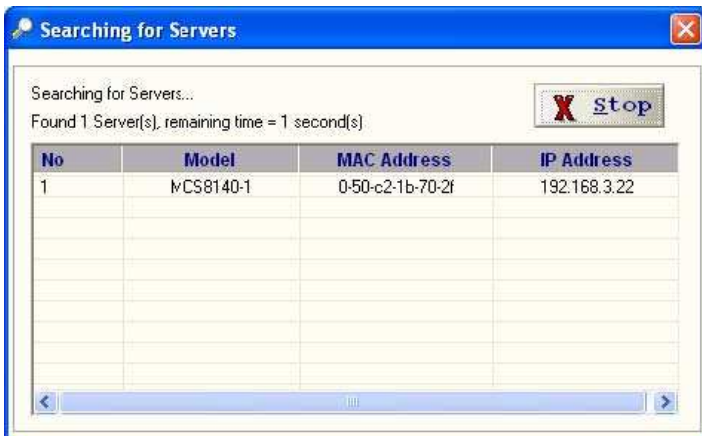 Searching for Servers
Searching for Servers...
Stop
Found 1 Server(s), remaining time = 1 second(s)
No Model MAC Address IP Address
1 MCS8140-1 0-50-c2-1b-70-2f 192.168.3.22